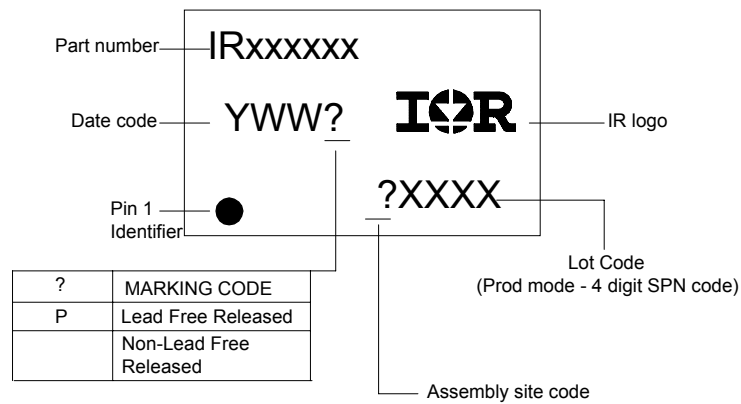 Part number
IRxxxxxx
Date code
YWW?
IOR
IR logo
?XXXX
Pin 1
Identifier
Lot Code
(Prod mode - 4 digit SPN code)
? MARKING CODE
P Lead Free Released
Non-Lead Free
Released
Assembly site code